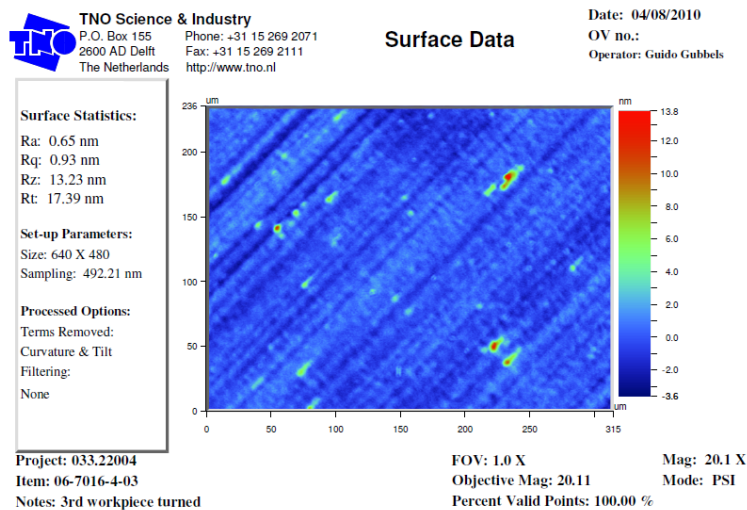 TNO
TNO Science & Industry
P.O. Box 155 Phone: +31 15 269 2071
2600 AD Delft Fax: +31 15 269 2111
The Netherlands http://www.tno.nl
Surface Data
Date: 04/08/2010
OV no.:
Operator: Guido Gubbels
Surface Statistics:
Ra: 0.65 nm
Rq: 0.93 nm
Rz: 13.23 nm
Rt: 17.39 nm
Set-up Parameters:
Size: 640 X 480
Sampling: 492.21 nm
Processed Options:
Terms Removed:
Curvature & Tilt
Filtering:
None
um
236
200
150
100
50
0
0 50 100 150 200 250 315
um
nm
13.8
12.0
10.0
8.0
6.0
4.0
2.0
0.0
-2.0
-3.6
Project: 033.22004
Item: 06-7016-4-03
Notes: 3rd workpiece turned
FOV: 1.0 X Mag: 20.1 X
Objective Mag: 20.11 Mode: PSI
Percent Valid Points: 100.00 %